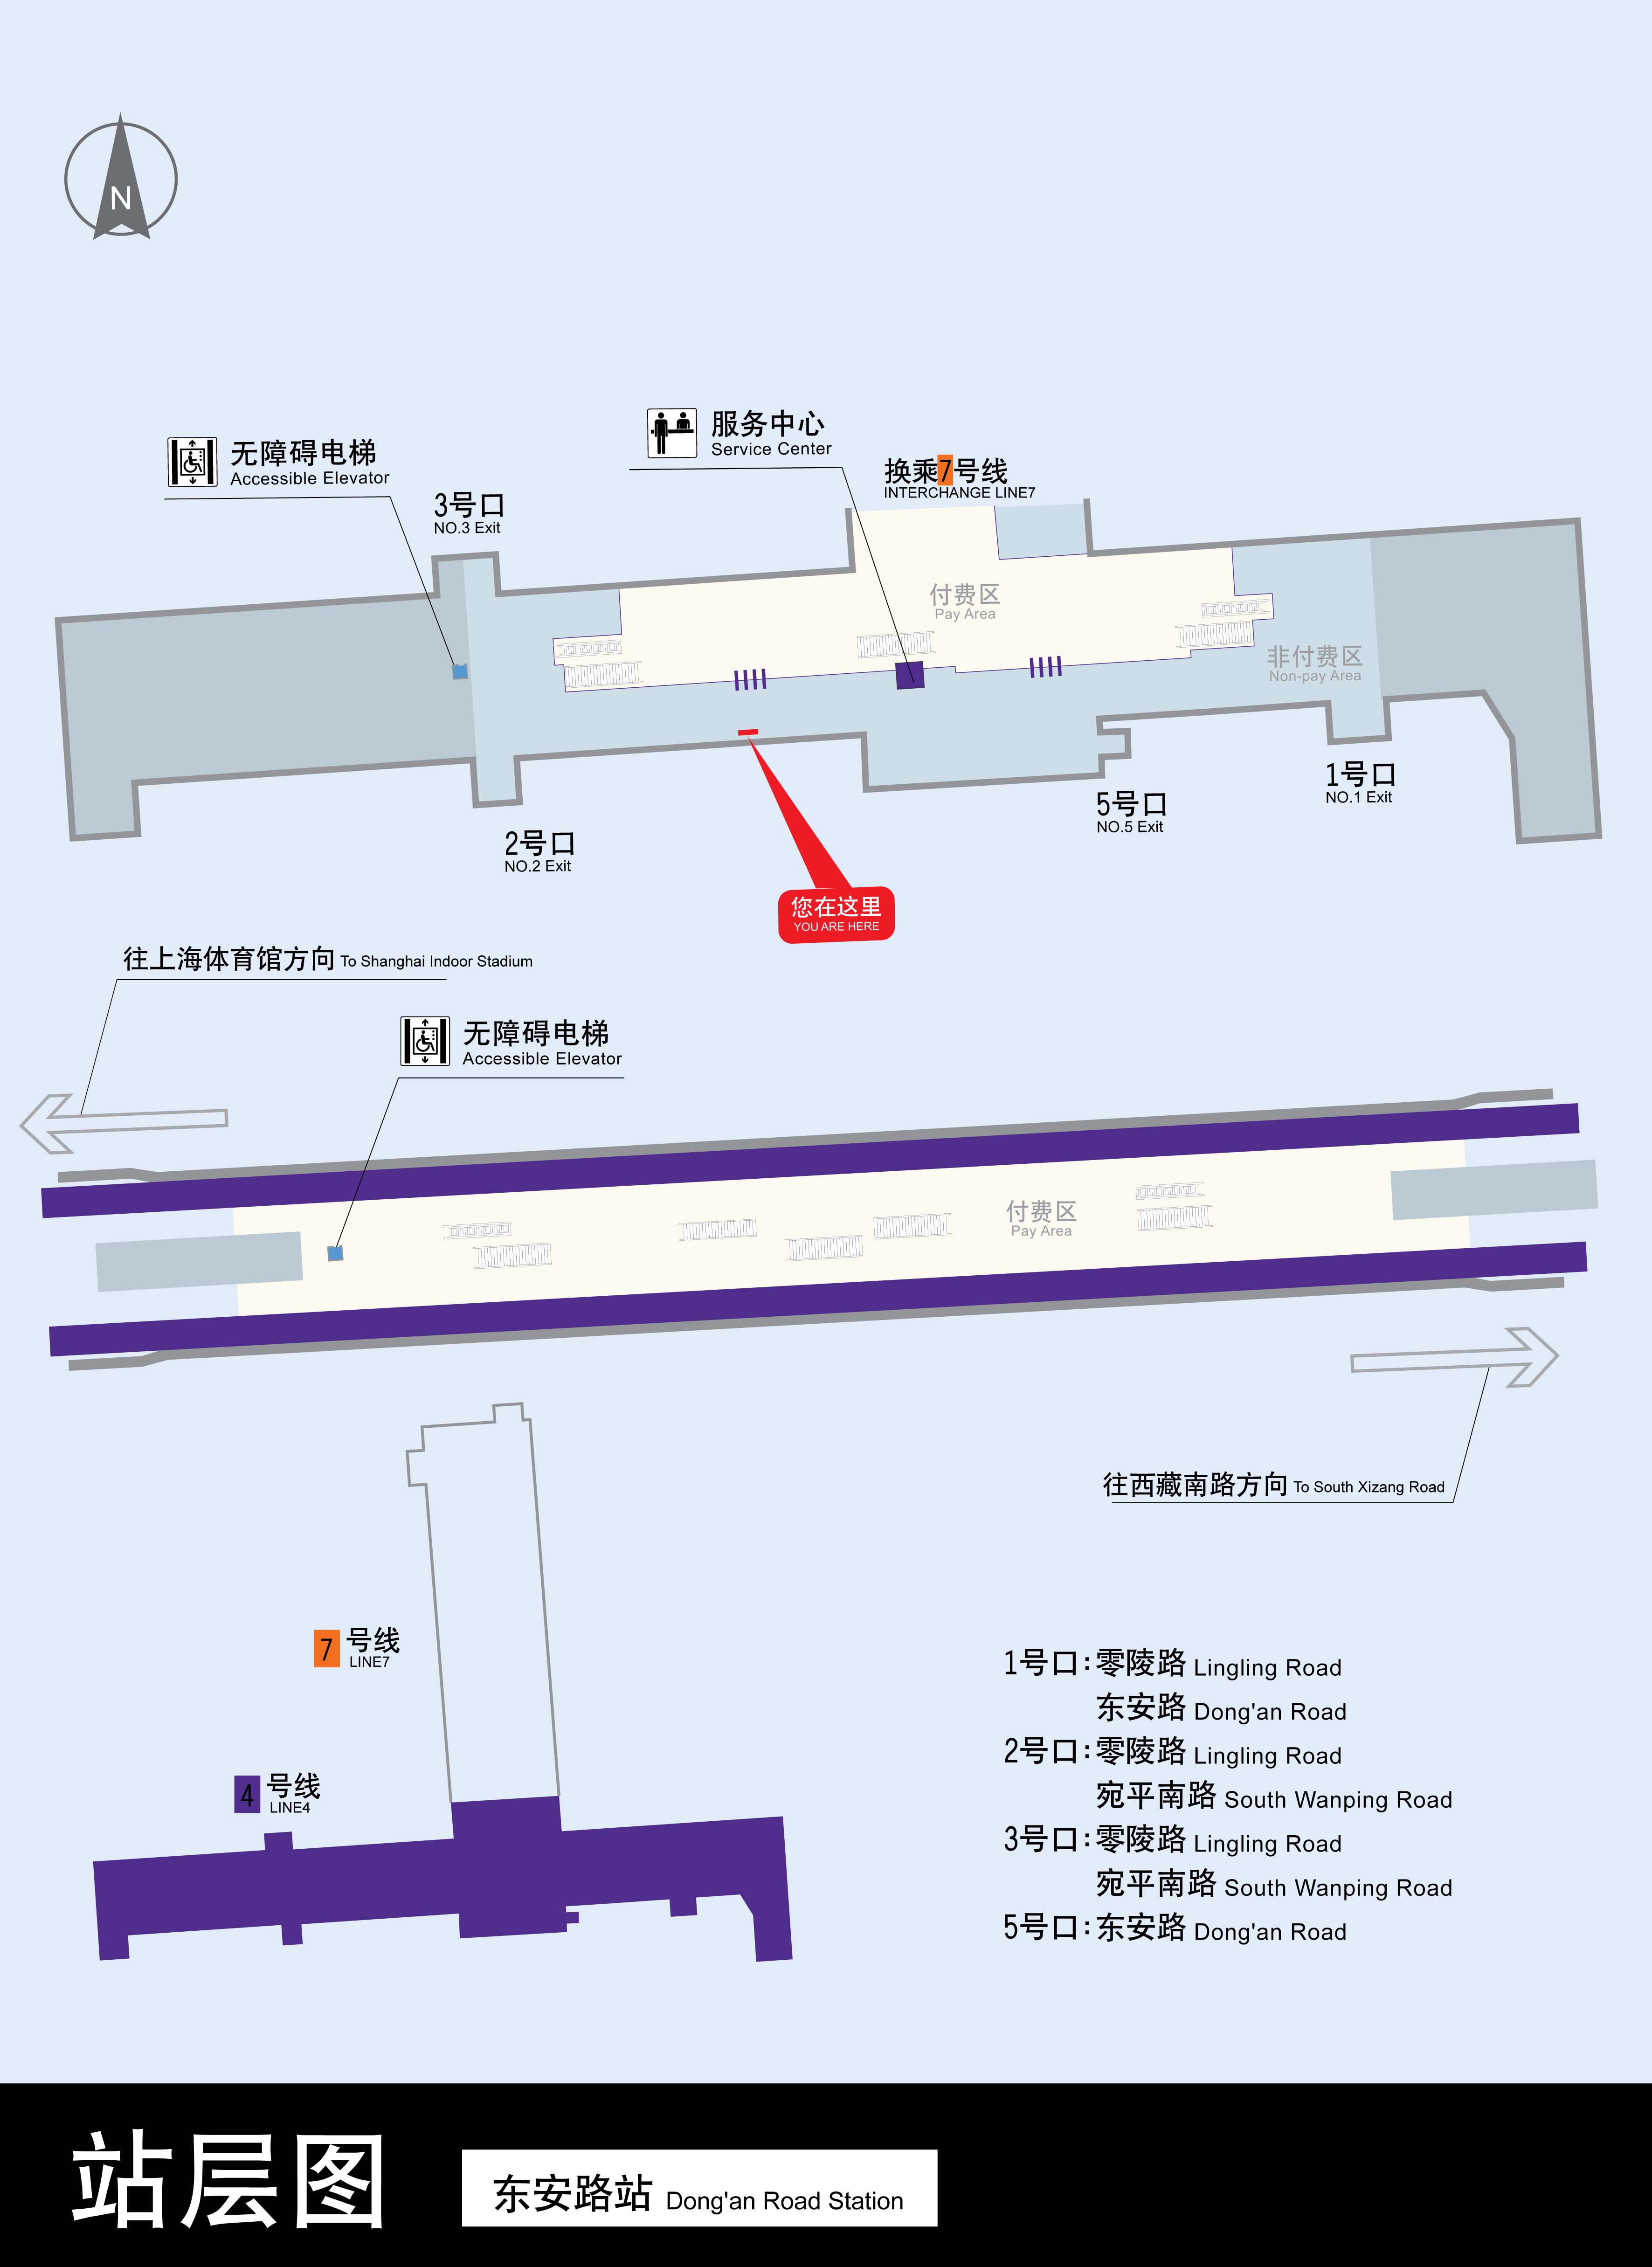 N
服务中心
Service Center
无障碍电梯
Accessible Elevator
换乘7号线
INTERCHANGE LINE7
3号口
NO.3 Exit
付费区
Pay Area
非付费区
Non-pay Area
1号口
NO.1 Exit
5号口
NO.5 Exit
2号口
NO.2 Exit
您在这里
YOU ARE HERE
往上海体育馆方向 To Shanghai Indoor Stadium
无障碍电梯
Accessible Elevator
付费区
Pay Area
往西藏南路方向 To South Xizang Road
7 号线
LINE7
4 号线
LINE4
1号口:零陵路 Lingling Road
东安路 Dong'an Road
2号口:零陵路 Lingling Road
宛平南路 South Wanping Road
3号口:零陵路 Lingling Road
宛平南路 South Wanping Road
5号口:东安路 Dong'an Road
站层图
东安路站 Dong'an Road Station